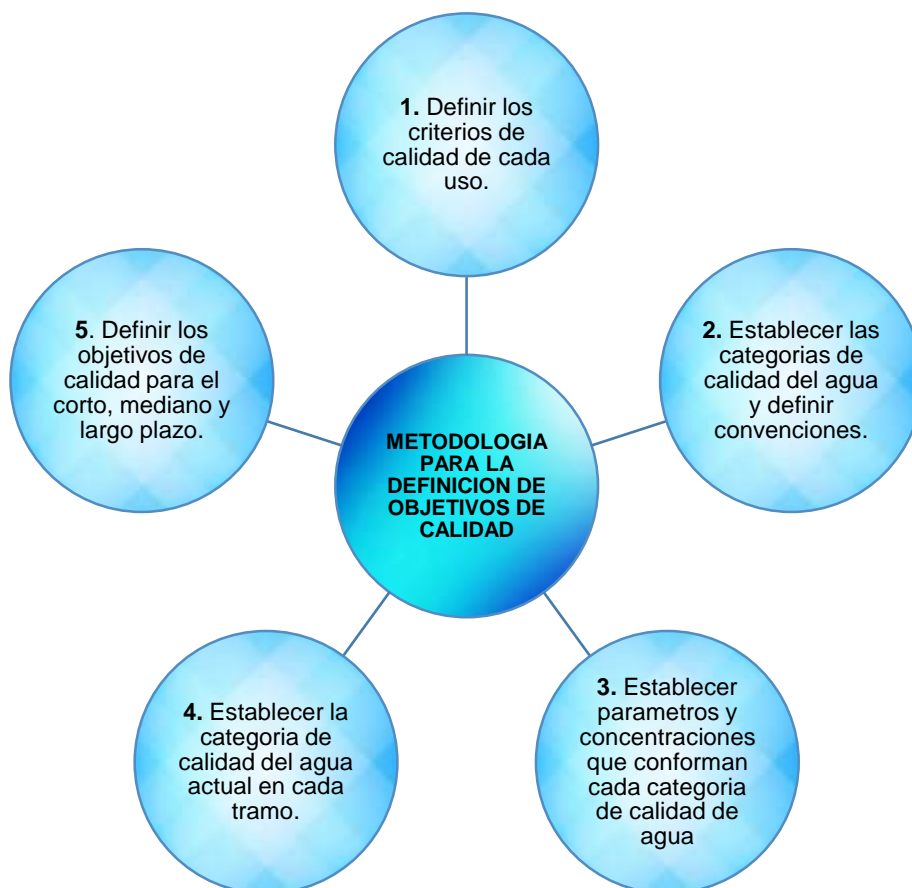 1. Definir los
criterios de
calidad de cada
uso.
2. Establecer las
categorias de
calidad del agua
y definir
convenciones.
3. Establecer
parametros y
concentraciones
que conforman
cada categoria
de calidad de
agua
4. Establecer la
categoria de
calidad del agua
actual en cada
tramo.
5. Definir los
objetivos de
calidad para el
corto, mediano y
largo plazo.
METODOLOGIA
PARA LA
DEFINICION DE
OBJETIVOS DE
CALIDAD